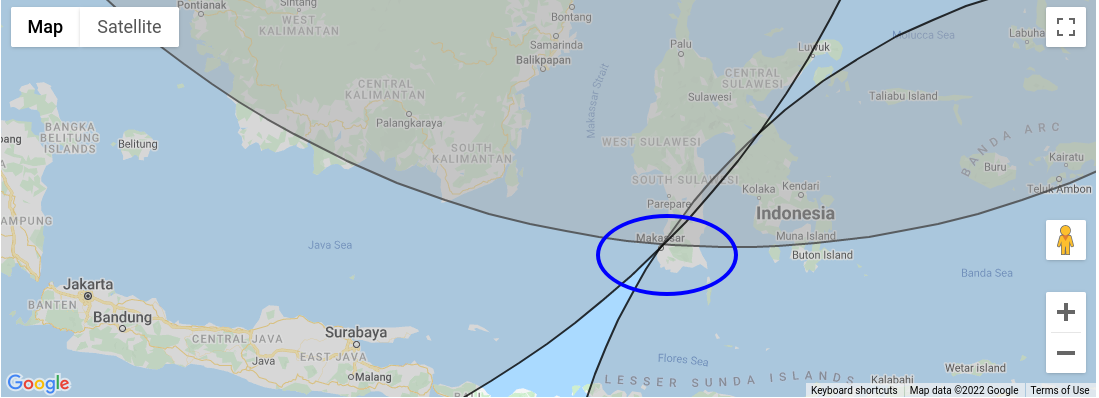 Map
Satellite
Pontianak
Sintang
WEST
KALIMANTAN
Bontang
Samarinda
Balikpapan
Makassar Strait
Palu
Luwuk
Molucca Sea
Labuha
CENTRAL
SULAWESI
Sulawesi
Taliabu Island
CENTRAL
KALIMANTAN
Palangkaraya
BANGKA
BELITUNG
ISLANDS
Belitung
SOUTH
KALIMANTAN
WEST SULAWESI
BANDA ARC
Kairatu
Buru
Teluk Ambon
SOUTH SULAWESI
Kolaka
Kendari
Parepare
Indonesia
AMPUNG
Makassar
Muna Island
Buton Island
Java Sea
Banda Sea
Jakarta
BANTEN
Bandung
CENTRAL JAVA
Surabaya
EAST JAVA
Java
Malang
Flores Sea
Wetar island
LESSER SUNDA ISLANDS
Kalabahi
Google
Keyboard shortcuts
Map data ©2022 Google
Terms of Use